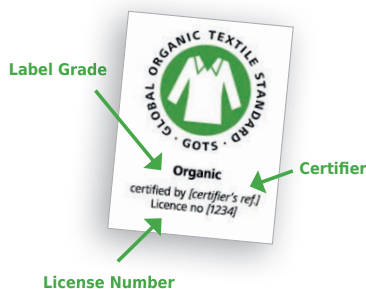 GLOBAL ORGANIC TEXTILE STANDARD · GOTS ·
Label Grade
Organic
Certifier
certified by [certifier's ref.]
Licence no [1234]
License Number